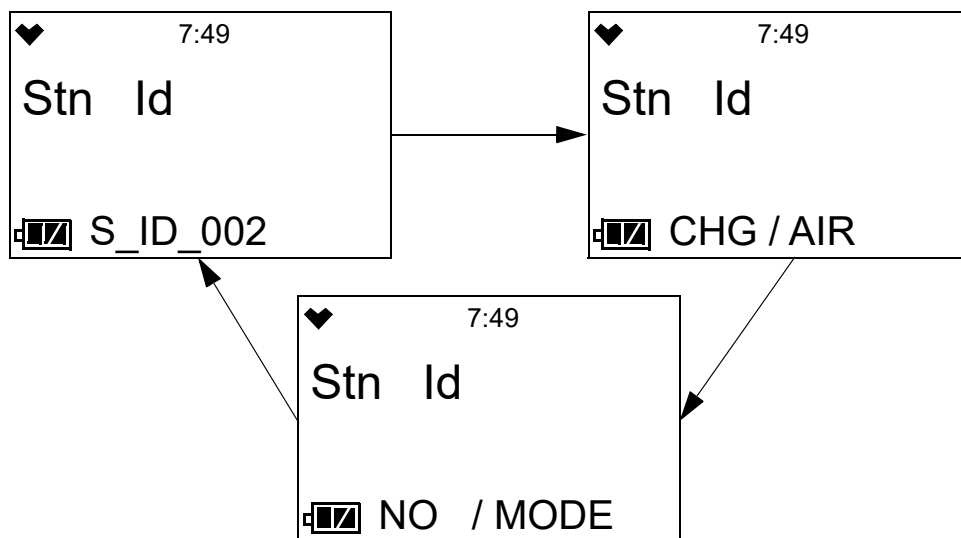 7:49
Stn Id
S_ID_002
7:49
Stn Id
CHG / AIR
7:49
Stn Id
NO / MODE